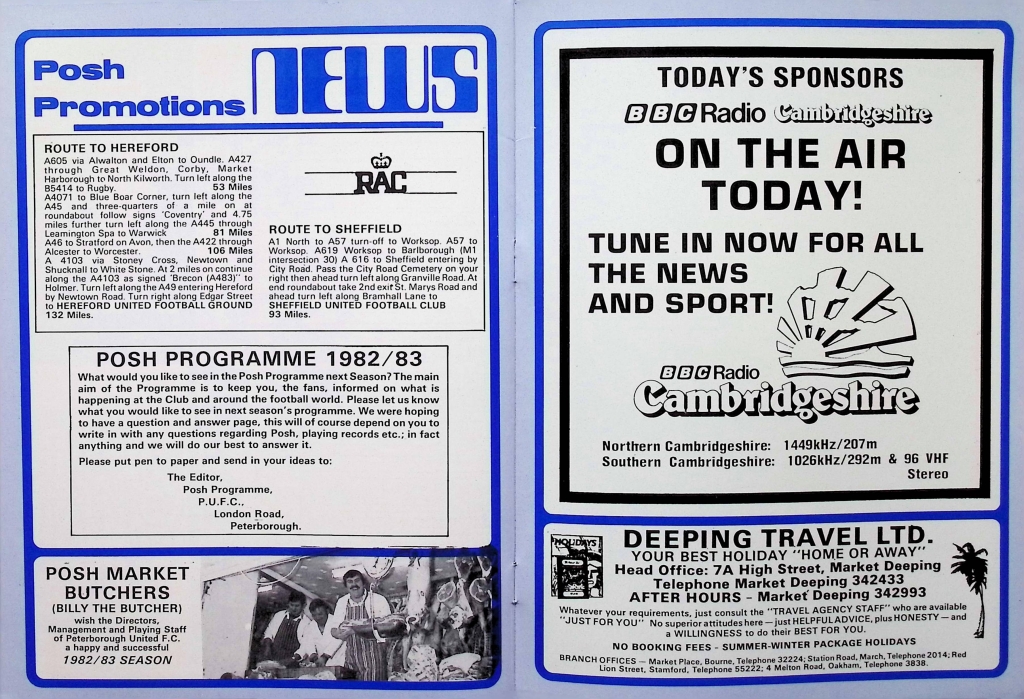 Posh
Promotions NEWS
ROUTE TO HEREFORD
A605 via Alwalton and Elton to Oundle. A427
through Great Weldon, Corby, Market
Harborough to North Kilworth. Turn left along the
B5414 to Rugby. 53 Miles
A4071 to Blue Boar Corner, turn left along the
A45 and three-quarters of a mile on at
roundabout follow signs 'Coventry' and 4.75
miles further turn left along the A445 through
Leamington Spa to Warwick 81 Miles
A46 to Stratford on Avon, then the A422 through
Alcester to Worcester. 106 Miles
A 4103 via Stoney Cross, Newtown and
Shucknall to White Stone. At 2 miles on continue
along the A4103 as signed 'Brecon (A483)'' to
Holmer. Turn left along the A49 entering Hereford
by Newtown Road. Turn right along Edgar Street
to HEREFORD UNITED FOOTBALL GROUND
132 Miles.
RAC
ROUTE TO SHEFFIELD
A1 North to A57 turn-off to Worksop. A57 to
Worksop. A619 Worksop to Barlborough (M1
intersection 30) A 616 to Sheffield entering by
City Road. Pass the City Road Cemetery on your
right then ahead turn left along Granville Road. At
end roundabout take 2nd exit St. Marys Road and
ahead turn left along Bramhall Lane to
SHEFFIELD UNITED FOOTBALL CLUB
93 Miles.
POSH PROGRAMME 1982/83
What would you like to see in the Posh Programme next Season? The main
aim of the Programme is to keep you, the fans, informed on what is
happening at the Club and around the football world. Please let us know
what you would like to see in next season's programme. We were hoping
to have a question and answer page, this will of course depend on you to
write in with any questions regarding Posh, playing records etc.; in fact
anything and we will do our best to answer it.
Please put pen to paper and send in your ideas to:
The Editor,
Posh Programme,
P.U.F.C.,
London Road,
Peterborough.
POSH MARKET
BUTCHERS
(BILLY THE BUTCHER)
wish the Directors,
Management and Playing Staff
of Peterborough United F.C.
a happy and successful
1982/83 SEASON
TODAY'S SPONSORS
BBC Radio Cambridgeshire
ON THE AIR
TODAY!
TUNE IN NOW FOR ALL
THE NEWS
AND SPORT!
BBC Radio
Cambridgeshire
Northern Cambridgeshire: 1449kHz/207m
Southern Cambridgeshire: 1026kHz/292m & 96 VHF
Stereo
HOLIDAYS
DEEPING TRAVEL LTD.
YOUR BEST HOLIDAY "HOME OR AWAY"
Head Office: 7A High Street, Market Deeping
Telephone Market Deeping 342433
AFTER HOURS – Market Deeping 342993
Whatever your requirements, just consult the "TRAVEL AGENCY STAFF" who are available
"JUST FOR YOU" No superior attitudes here — just HELPFUL ADVICE, plus HONESTY — and
a WILLINGNESS to do their BEST FOR YOU.
NO BOOKING FEES - SUMMER-WINTER PACKAGE HOLIDAYS
BRANCH OFFICES — Market Place, Bourne, Telephone 32224; Station Road, March, Telephone 2014; Red
Lion Street, Stamford, Telephone 55222; 4 Melton Road, Oakham, Telephone 3838.